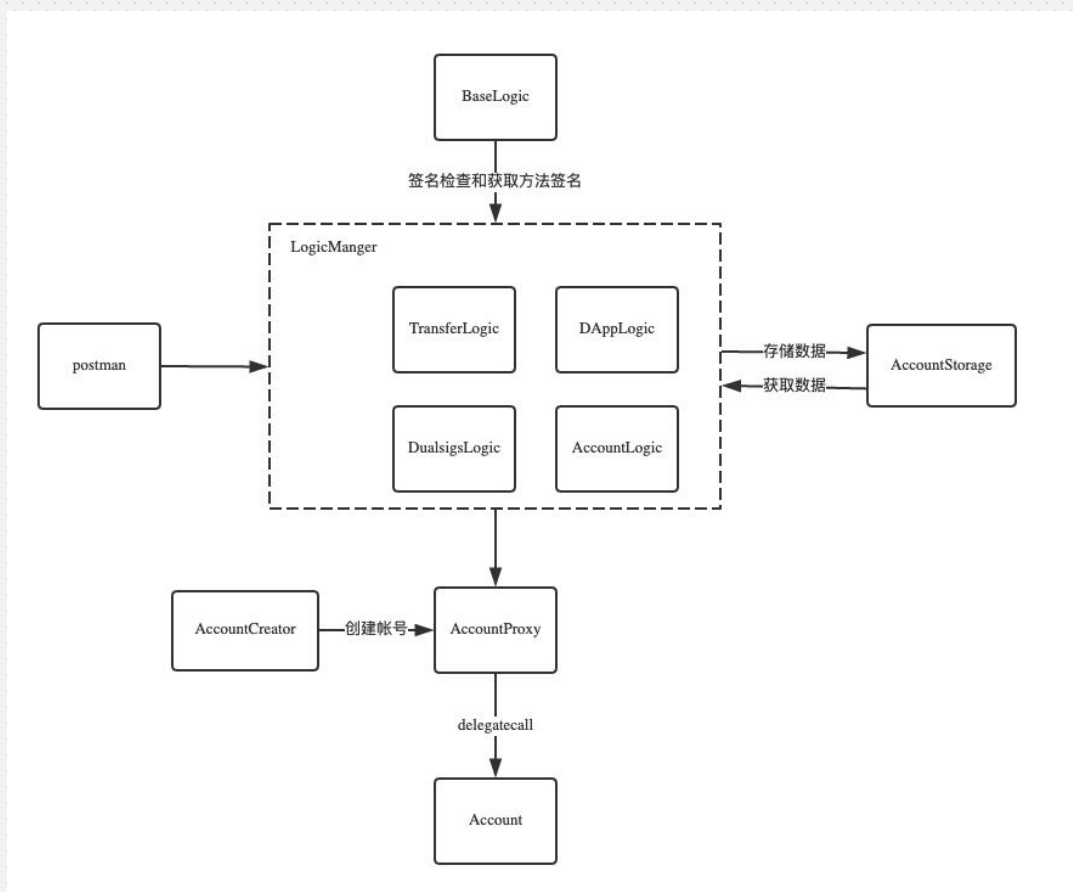 BaseLogic
签名检查和获取方法签名
LogicManger
TransferLogic
DAppLogic
postman
存储数据
AccountStorage
获取数据
DualsigsLogic
AccountLogic
AccountCreator
创建帐号
AccountProxy
delegatecall
Account